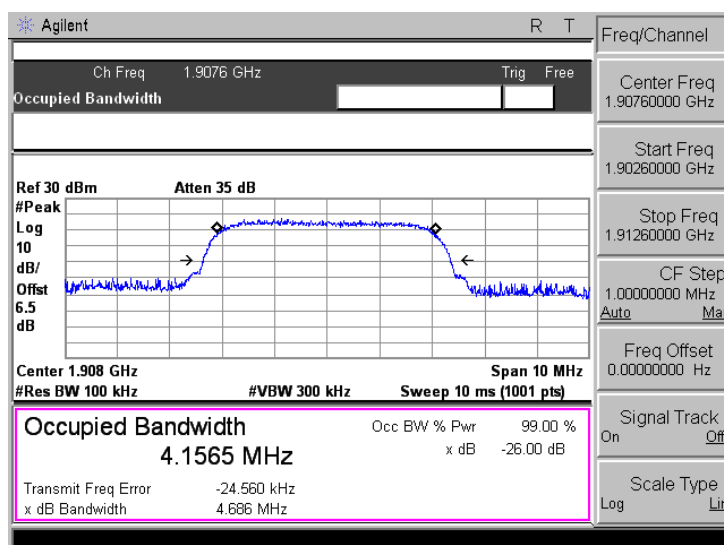 Agilent R T
Ch Freq 1.9076 GHz Trig Free
Occupied Bandwidth
Ref 30 dBm Atten 35 dB
#Peak
Log
10
dB/
Offst
6.5
dB
Center 1.908 GHz Span 10 MHz
#Res BW 100 kHz #VBW 300 kHz Sweep 10 ms (1001 pts)
Occupied Bandwidth
4.1565 MHz
Occ BW % Pwr 99.00 %
x dB -26.00 dB
Transmit Freq Error -24.560 kHz
x dB Bandwidth 4.686 MHz
Freq/Channel
Center Freq
1.90760000 GHz
Start Freq
1.90260000 GHz
Stop Freq
1.91260000 GHz
CF Step
1.00000000 MHz
Auto Ma
Freq Offset
0.00000000 Hz
Signal Track
On Off
Scale Type
Log Lin